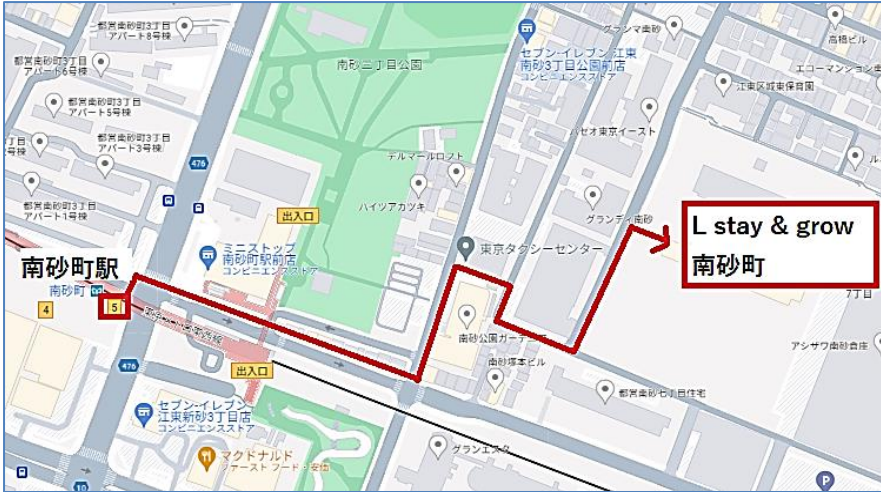 都営南砂町3丁目
アパート8号棟
都営南砂町3丁目
アパート6号棟
都営南砂町3丁目
アパート5号棟
都営南砂町3丁目
アパート3号棟
都営南砂町3丁目
アパート1号棟
476
南砂三丁目公園
セブン-イレブン 江東
南砂3丁目公園前店
コンビニエンスストア
グランマ南砂
高橋ビル
エコーマンション南
江東区城東保育園
パセオ東京イースト
デルマールロフト
ハイツアカツキ
グランディ南砂
出入口
ミニストップ
南砂町駅前店
コンビニエンスストア
東京タクシーセンター
L stay & grow
南砂町
南砂町駅
南砂町
4
5
南砂公園ガーデニア
南砂塚本ビル
7丁目
アシザワ南砂倉庫
都営南砂七丁目住宅
476
出入口
セブン-イレブン
江東新砂3丁目店
コンビニエンスストア
マクドナルド
ファーストフード・安価
グランエスタ
10
P